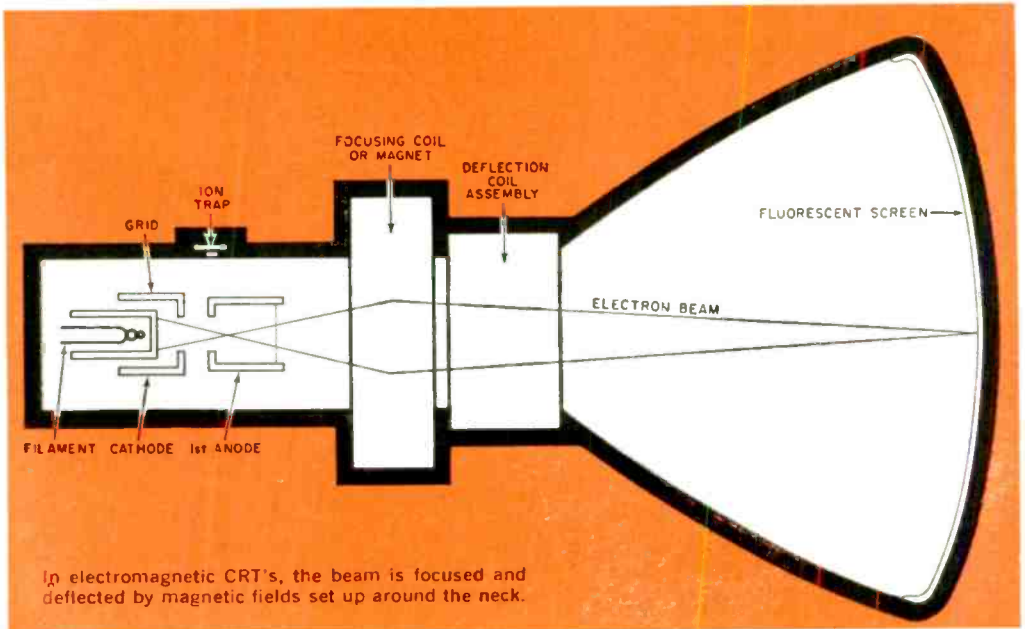 FOCUSING COIL
OR MAGNET
DEFLECTION
COIL
ASSEMBLY
ION
TRAP
GRID
FLUORESCENT SCREEN
ELECTRON BEAM
FILAMENT CATHODE 1st ANODE
In electromagnetic CRT's, the beam is focused and
deflected by magnetic fields set up around the neck.